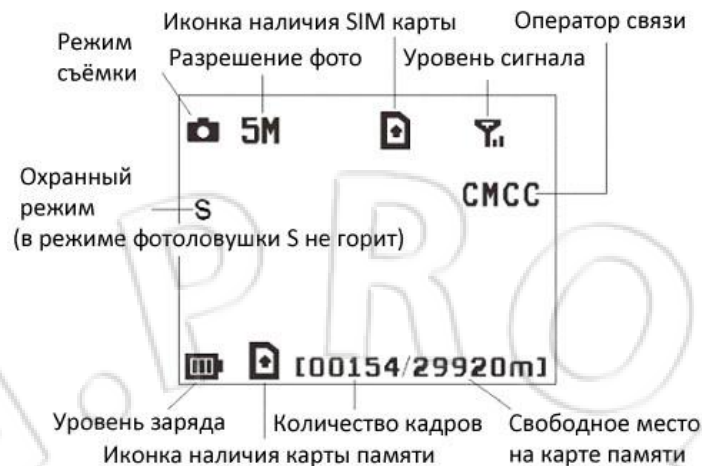 Иконка наличия SIM карты
Оператор связи
Режим
съёмки
Разрешение фото
Уровень сигнала
5M
CMCC
Охранный
режим
S
(в режиме фотоловушки S не горит)
[00154/29920m]
Уровень заряда
Количество кадров
Свободное место
на карте памяти
Иконка наличия карты памяти
A.PRO